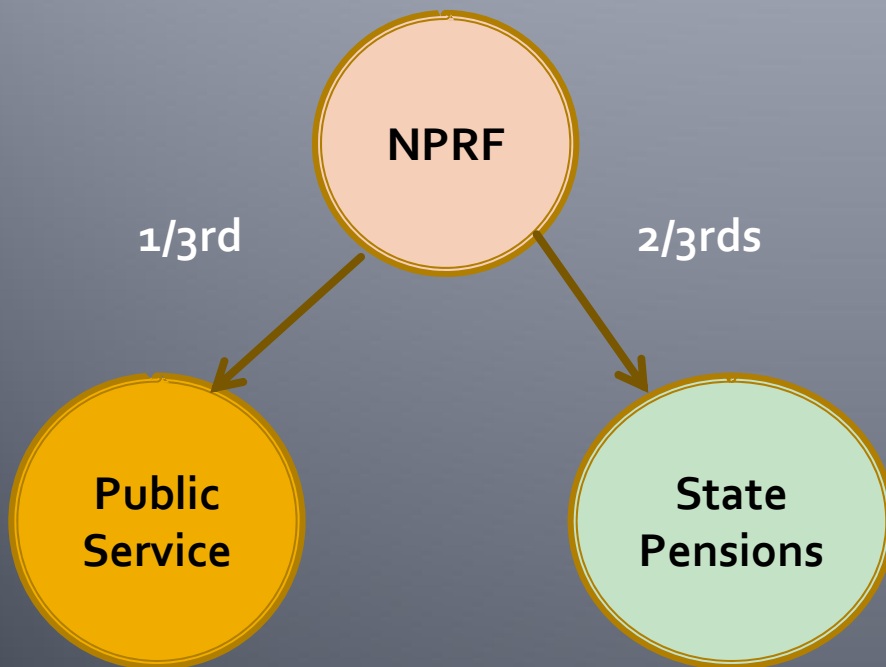 NPRF
1/3rd
2/3rds
Public
Service
State
Pensions